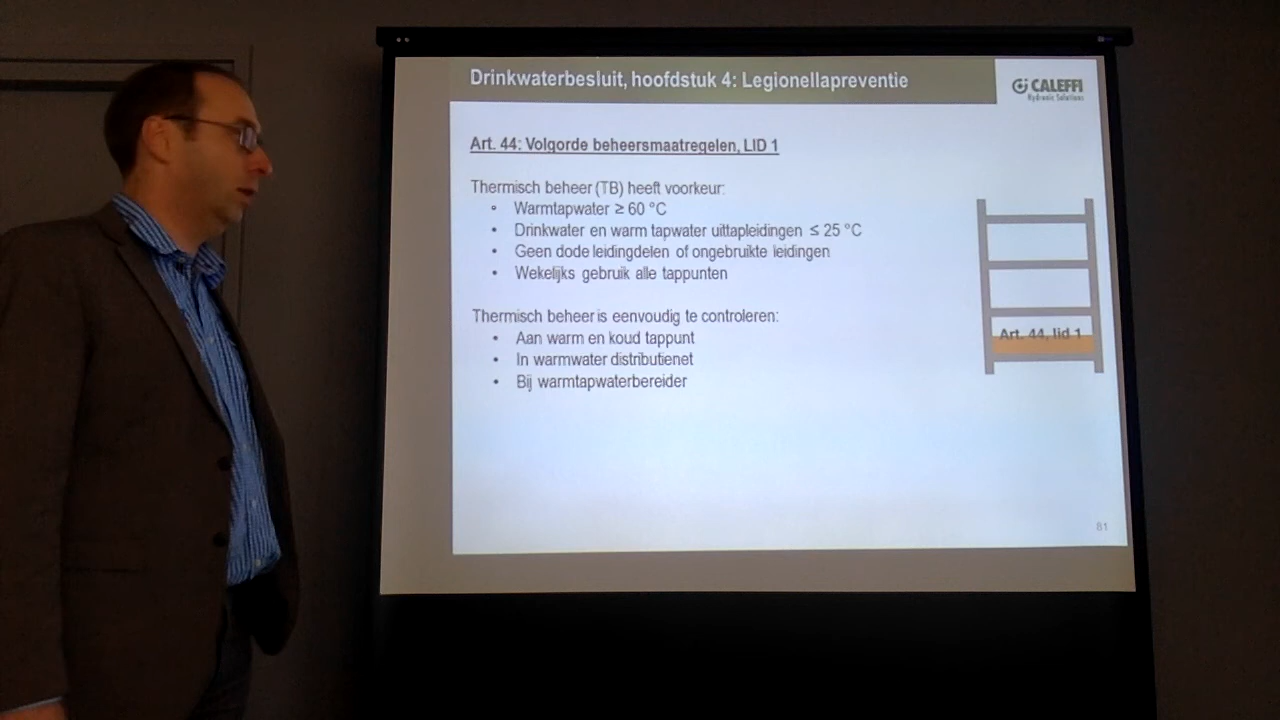 Drinkwaterbesluit, hoofdstuk 4: Legionellapreventie
CALEFFI
Hydronic Solutions
Art. 44: Volgorde beheersmaatregelen, LID 1
Thermisch beheer (TB) heeft voorkeur:
• Warmtapwater ≥ 60 °C
• Drinkwater en warm tapwater uittapleidingen ≤ 25 °C
• Geen dode leidingdelen of ongebruikte leidingen
• Wekelijks gebruik alle tappunten
Thermisch beheer is eenvoudig te controleren:
• Aan warm en koud tappunt
• In warmwater distributienet
• Bij warmtapwaterbereider
Art. 44, lid 1
81